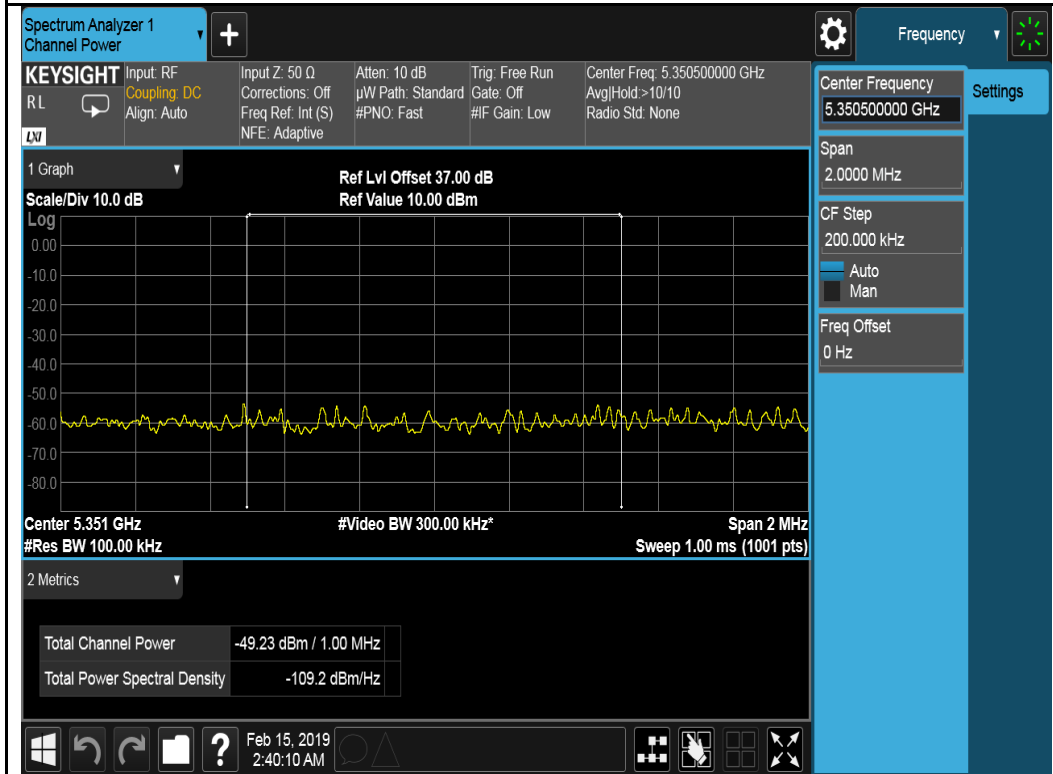 Spectrum Analyzer 1
Channel Power
+
Frequency
KEYSIGHT
R L
LXI
Input: RF
Coupling: DC
Align: Auto
Input Z: 50 Ω
Corrections: Off
Freq Ref: Int (S)
NFE: Adaptive
Atten: 10 dB
µW Path: Standard
#PNO: Fast
Trig: Free Run
Gate: Off
#IF Gain: Low
Center Freq: 5.350500000 GHz
Avg|Hold:>10/10
Radio Std: None
Center Frequency
5.350500000 GHz
Settings
Span
2.0000 MHz
CF Step
200.000 kHz
Auto
Man
Freq Offset
0 Hz
1 Graph
Scale/Div 10.0 dB
Ref Lvl Offset 37.00 dB
Ref Value 10.00 dBm
Log
0.00
-10.0
-20.0
-30.0
-40.0
-50.0
-60.0
-70.0
-80.0
Center 5.351 GHz
#Video BW 300.00 kHz*
Span 2 MHz
#Res BW 100.00 kHz
Sweep 1.00 ms (1001 pts)
2 Metrics
Total Channel Power -49.23 dBm / 1.00 MHz
Total Power Spectral Density -109.2 dBm/Hz
?
Feb 15, 2019
2:40:10 AM